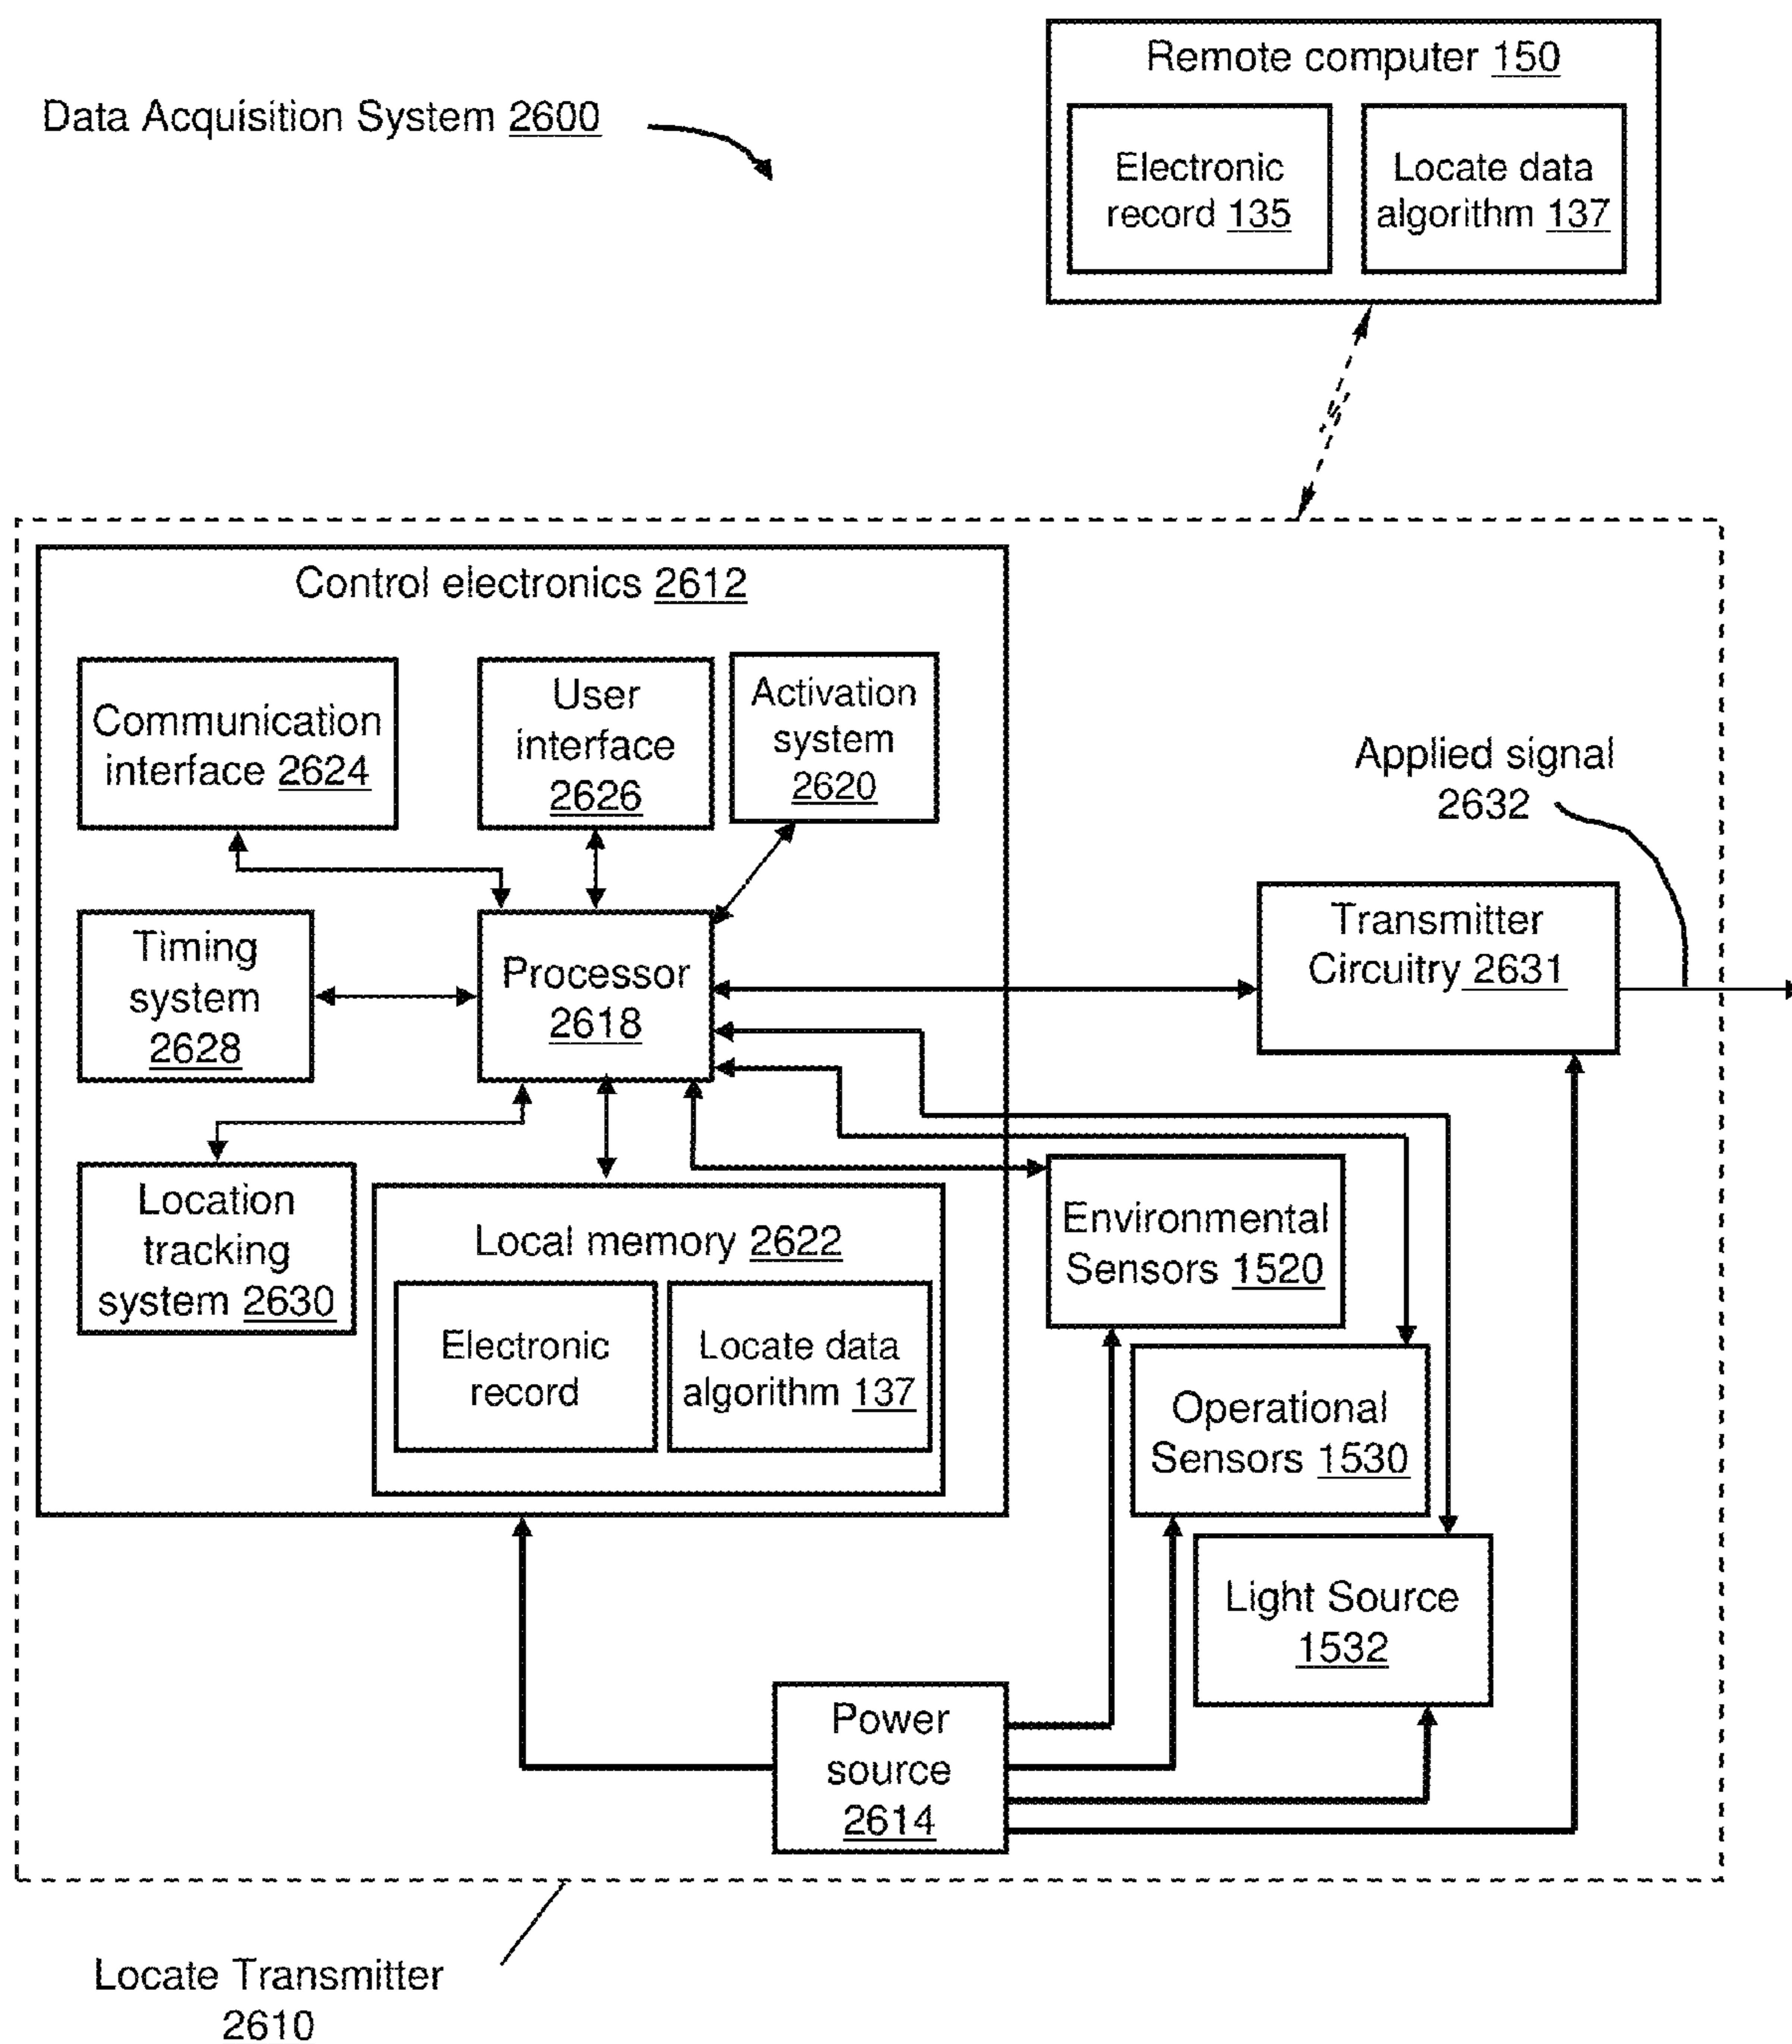 Remote computer 150
Data Acquisition System 2600
Electronic
record 135
Locate data
algorithm 137
Control electronics 2612
Communication
interface 2624
User
interface
2626
Activation
system
2620
Applied signal
2632
Timing
system
2628
Processor
2618
Transmitter
Circuitry 2631
Location
tracking
system 2630
Local memory 2622
Electronic
record
Locate data
algorithm 137
Environmental
Sensors 1520
Operational
Sensors 1530
Light Source
1532
Power
source
2614
Locate Transmitter
2610